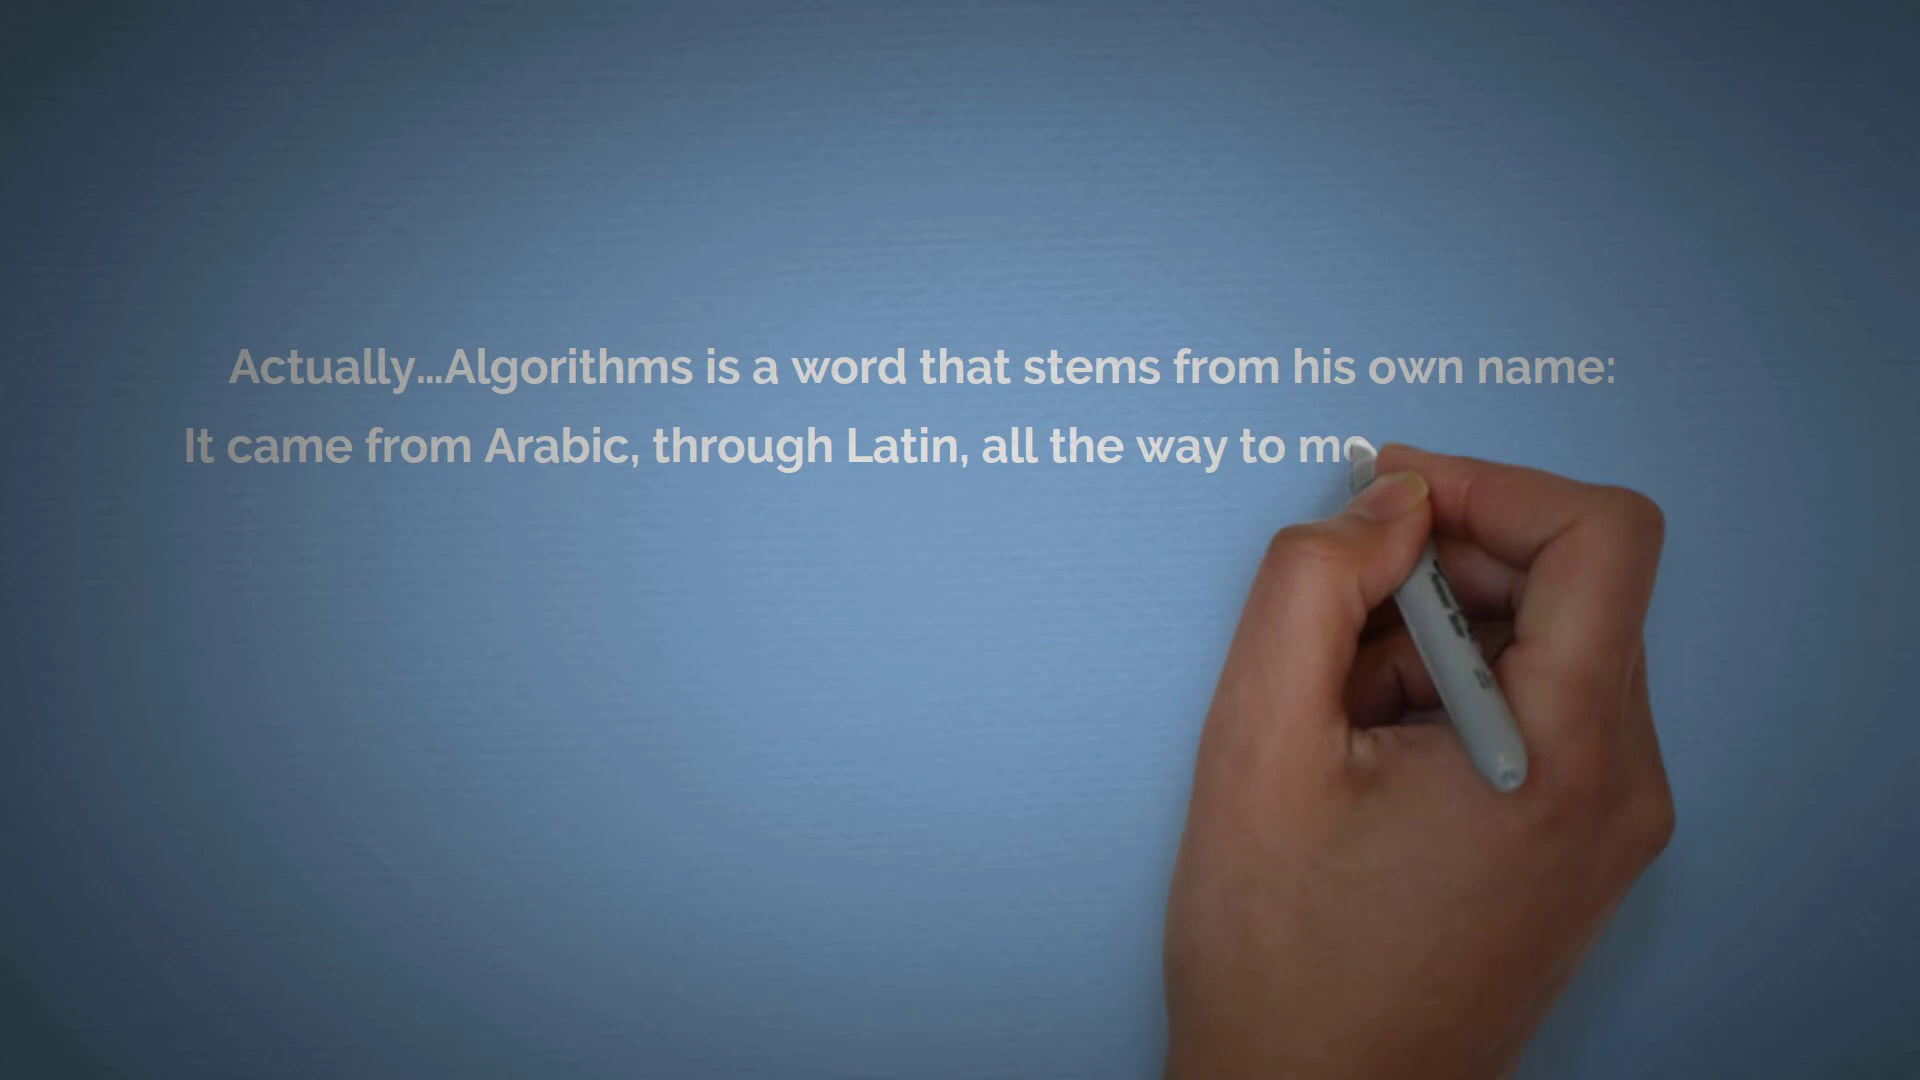 Actually...Algorithms is a word that stems from his own name:
It came from Arabic, through Latin, all the way to mo